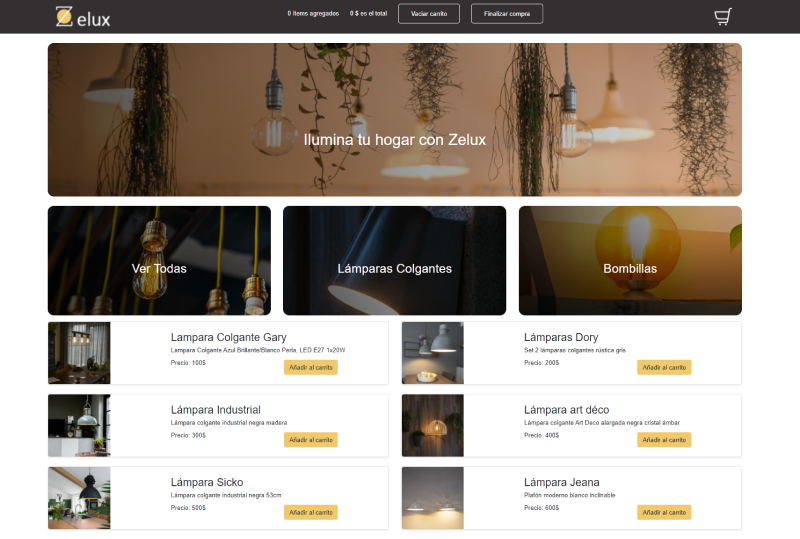 Zelux
0 ítems agregados
0 $ es el total
Vaciar carrito
Finalizar compra
Ilumina tu hogar con Zelux
Ver Todas
Lámparas Colgantes
Bombillas
Lampara Colgante Gary
Lampara Colgante Azul Brillante/Blanco Perla, LED E27 1x20W
Precio: 100$
Añadir al carrito
Lámparas Dory
Set 2 lámparas colgantes rústica gris
Precio: 200$
Añadir al carrito
Lámpara Industrial
Lámpara colgante industrial negra madera
Precio: 300$
Añadir al carrito
Lámpara art déco
Lámpara colgante Art Deco alargada negra cristal ámbar
Precio: 400$
Añadir al carrito
Lámpara Sicko
Lámpara colgante industrial negra 53cm
Precio: 500$
Añadir al carrito
Lámpara Jeana
Plafón moderno blanco inclinable
Precio: 600$
Añadir al carrito